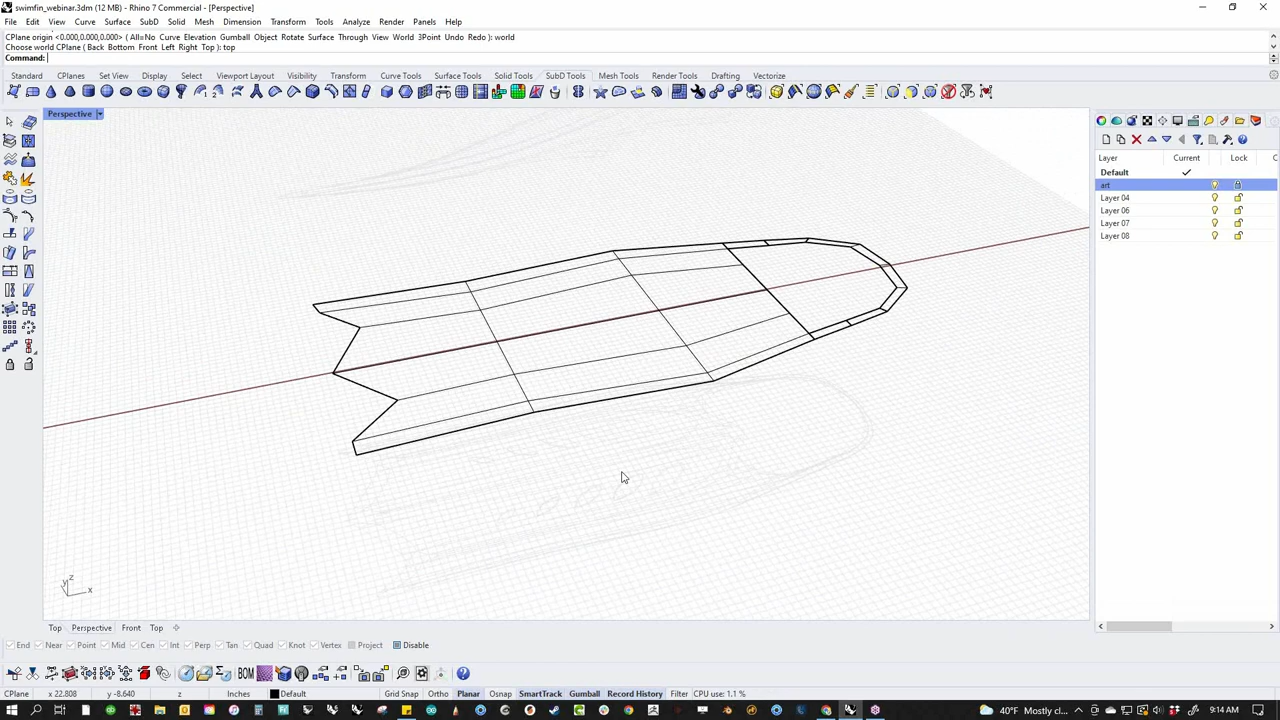 swimfin_webinar.3dm (12 MB) - Rhino 7 Commercial - [Perspective]
File Edit View Curve Surface SubD Solid Mesh Dimension Transform Tools Analyze Render Panels Help
CPlane origin <0.000,0.000,0.000> ( All=No Curve Elevation Gumball Object Rotate Surface Through View World 3Point Undo Redo ): world
Choose world CPlane ( Back Bottom Front Left Right Top ): top
Command:
Standard CPlanes Set View Display Select Viewport Layout Visibility Transform Curve Tools Surface Tools Solid Tools SubD Tools Mesh Tools Render Tools Drafting Vectorize
Perspective
Layer Current Lock C
Default
art
Layer 04
Layer 06
Layer 07
Layer 08
z
y x
Top Perspective Front Top
End Near Point Mid Cen Int Perp Tan Quad Knot Vertex Project Disable
BOM
CPlane x 22.808 y -8.640 z Inches Default Grid Snap Ortho Planar Osnap SmartTrack Gumball Record History Filter CPU use: 1.1 %
40°F Mostly cl... 9:14 AM